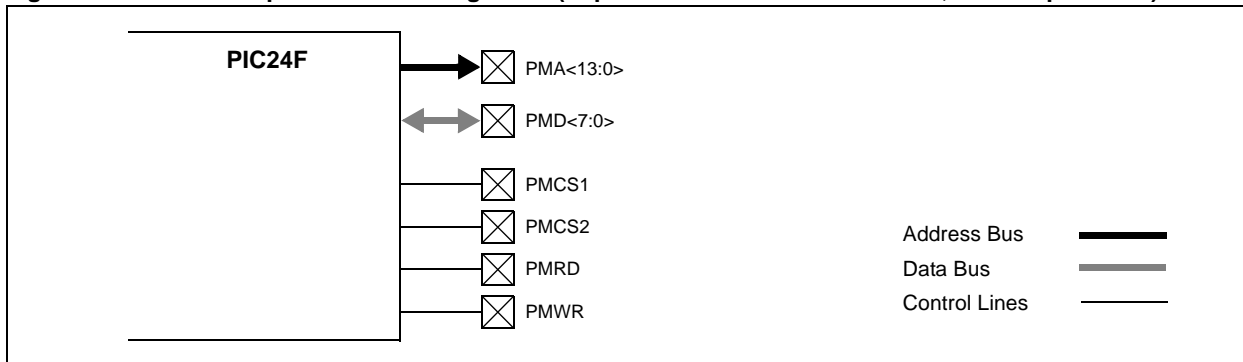 PIC24F
PMA<13:0>
PMD<7:0>
PMCS1
PMCS2
PMRD
PMWR
Address Bus
Data Bus
Control Lines